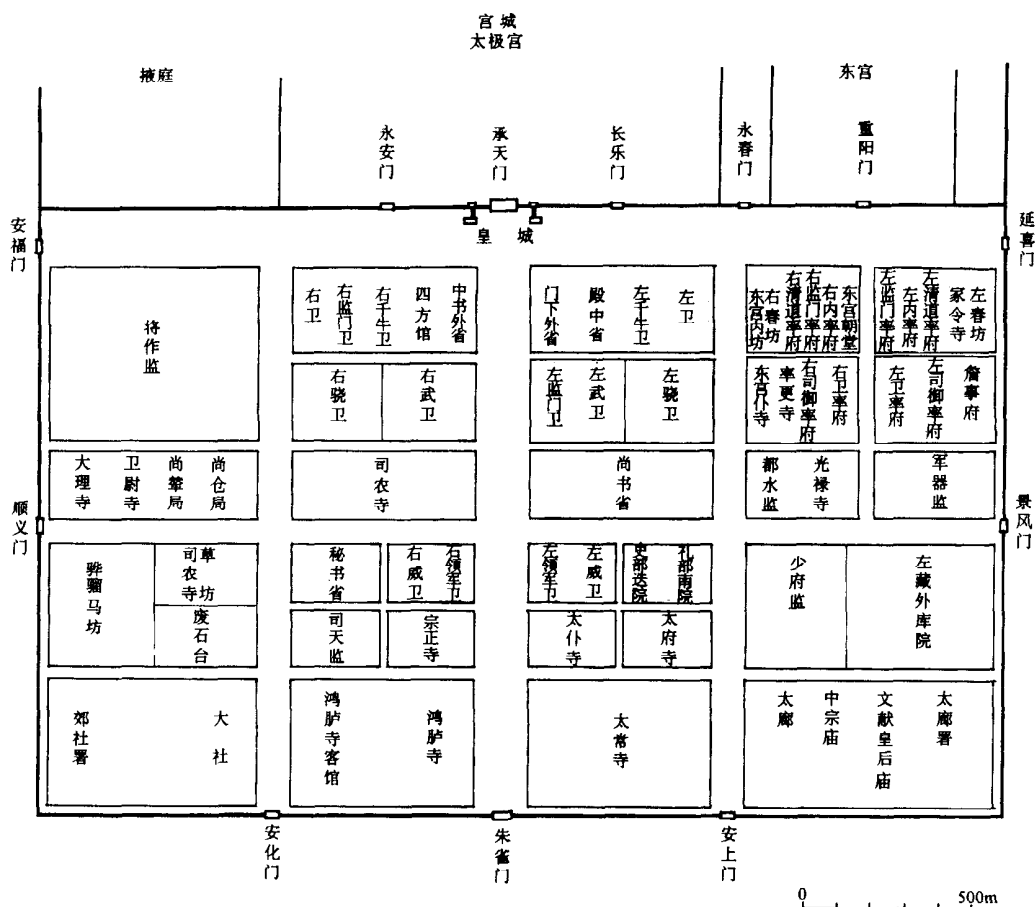 宫城
太极宫
掖庭
东宫
永安门
承天门
长乐门
永春门
重阳门
安福门
延喜门
皇城
将作监
右卫
右监门卫
右千牛卫
四方馆
中书外省
门下外省
殿中省
左千牛卫
左卫
东宫内坊
右春坊
右清道率府
右监门率府
右内率府
东宫朝堂
左监门率府
左内率府
左清道率府
家令寺
左春坊
右骁卫
右武卫
左监门卫
左武卫
左骁卫
东宫仆寺
率更寺
右司御率府
右卫率府
左卫率府
左司御率府
詹事府
大理寺
卫尉寺
尚辇局
尚仓局
司农寺
尚书省
都水监
光禄寺
军器监
顺义门
景风门
骅骝马坊
司农寺
草坊
废石台
秘书省
右威卫
右领军卫
左领军卫
左威卫
吏部选院
礼部南院
少府监
左藏外库院
司天监
宗正寺
太仆寺
太府寺
郊社署
大社
鸿胪寺客馆
鸿胪寺
太常寺
太廊
中宗庙
文献皇后庙
太廊署
安化门
朱雀门
安上门
0
500m